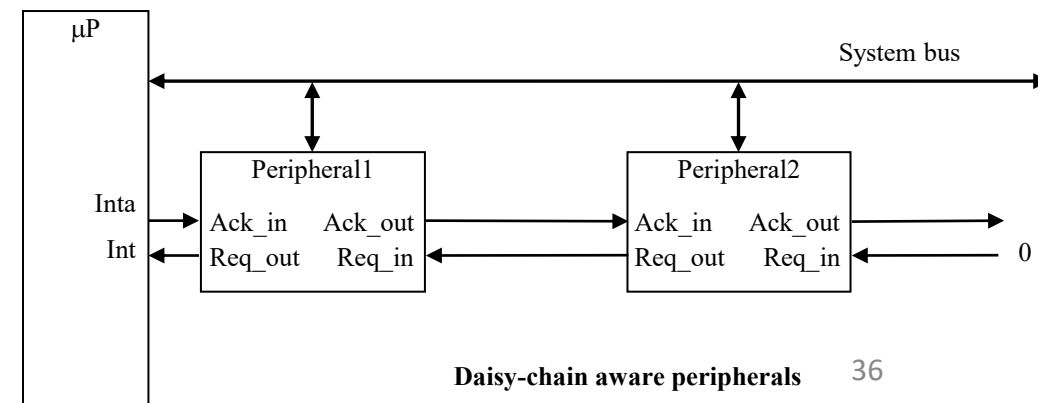 μP
System bus
Peripheral1
Peripheral2
Inta
Ack_in Ack_out
Ack_in Ack_out
Int
Req_out Req_in
Req_out Req_in
0
Daisy-chain aware peripherals
36